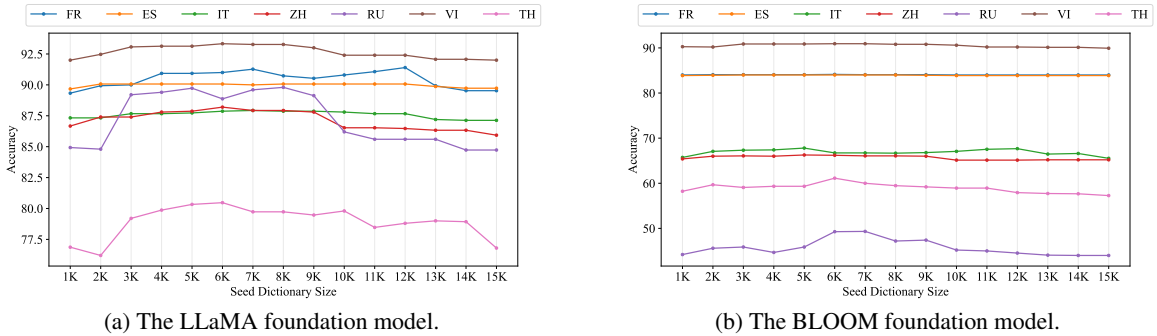 FR ES IT ZH RU VI TH
92.5
90.0
87.5
85.0
82.5
80.0
77.5
Accuracy
1K 2K 3K 4K 5K 6K 7K 8K 9K 10K 11K 12K 13K 14K 15K
Seed Dictionary Size
(a) The LLaMA foundation model.
FR ES IT ZH RU VI TH
90
80
70
60
50
Accuracy
1K 2K 3K 4K 5K 6K 7K 8K 9K 10K 11K 12K 13K 14K 15K
Seed Dictionary Size
(b) The BLOOM foundation model.